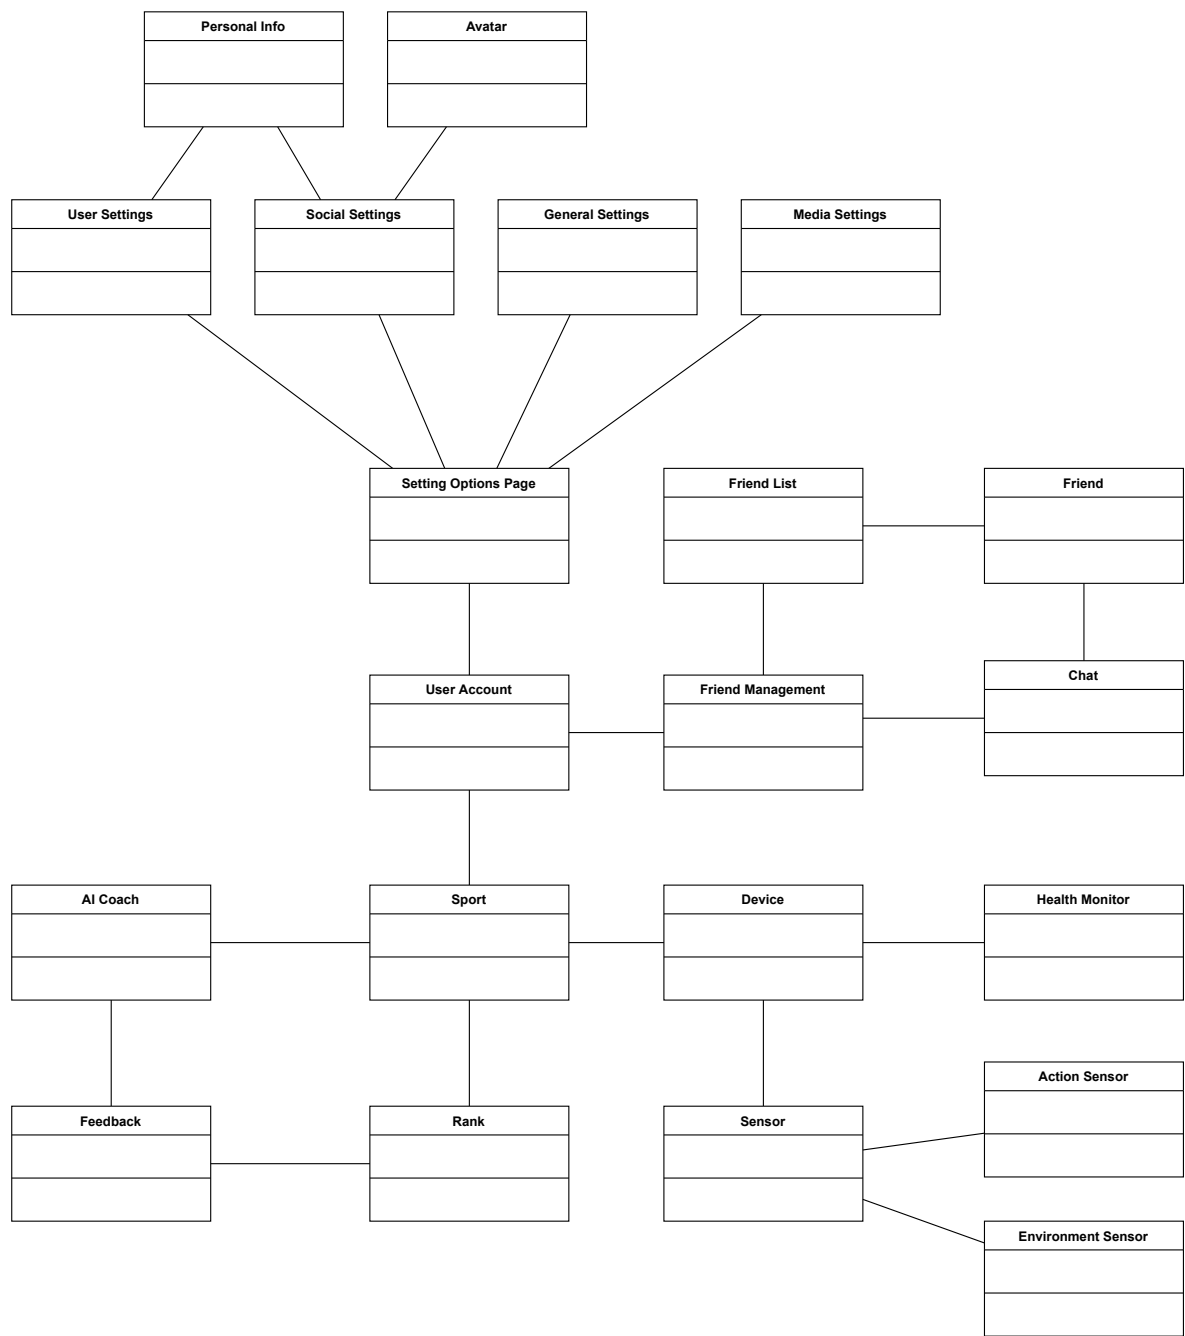 Personal Info
Avatar
User Settings
Social Settings
General Settings
Media Settings
Setting Options Page
Friend List
Friend
User Account
Friend Management
Chat
AI Coach
Sport
Device
Health Monitor
Action Sensor
Feedback
Rank
Sensor
Environment Sensor